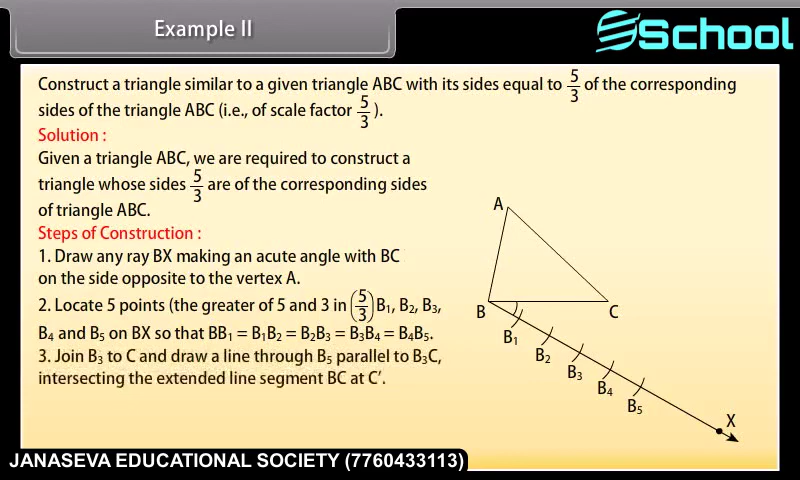 Example II
School
Construct a triangle similar to a given triangle ABC with its sides equal to 5/3 of the corresponding
sides of the triangle ABC (i.e., of scale factor 5/3 ).
Solution :
Given a triangle ABC, we are required to construct a
triangle whose sides 5/3 are of the corresponding sides
of triangle ABC.
Steps of Construction :
1. Draw any ray BX making an acute angle with BC
on the side opposite to the vertex A.
2. Locate 5 points (the greater of 5 and 3 in (5/3) B₁, B₂, B₃,
B₄ and B₅ on BX so that BB₁ = B₁B₂ = B₂B₃ = B₃B₄ = B₄B₅.
3. Join B₃ to C and draw a line through B₅ parallel to B₃C,
intersecting the extended line segment BC at C′.
A
B
C
B₁
B₂
B₃
B₄
B₅
X
JANASEVA EDUCATIONAL SOCIETY (7760433113)